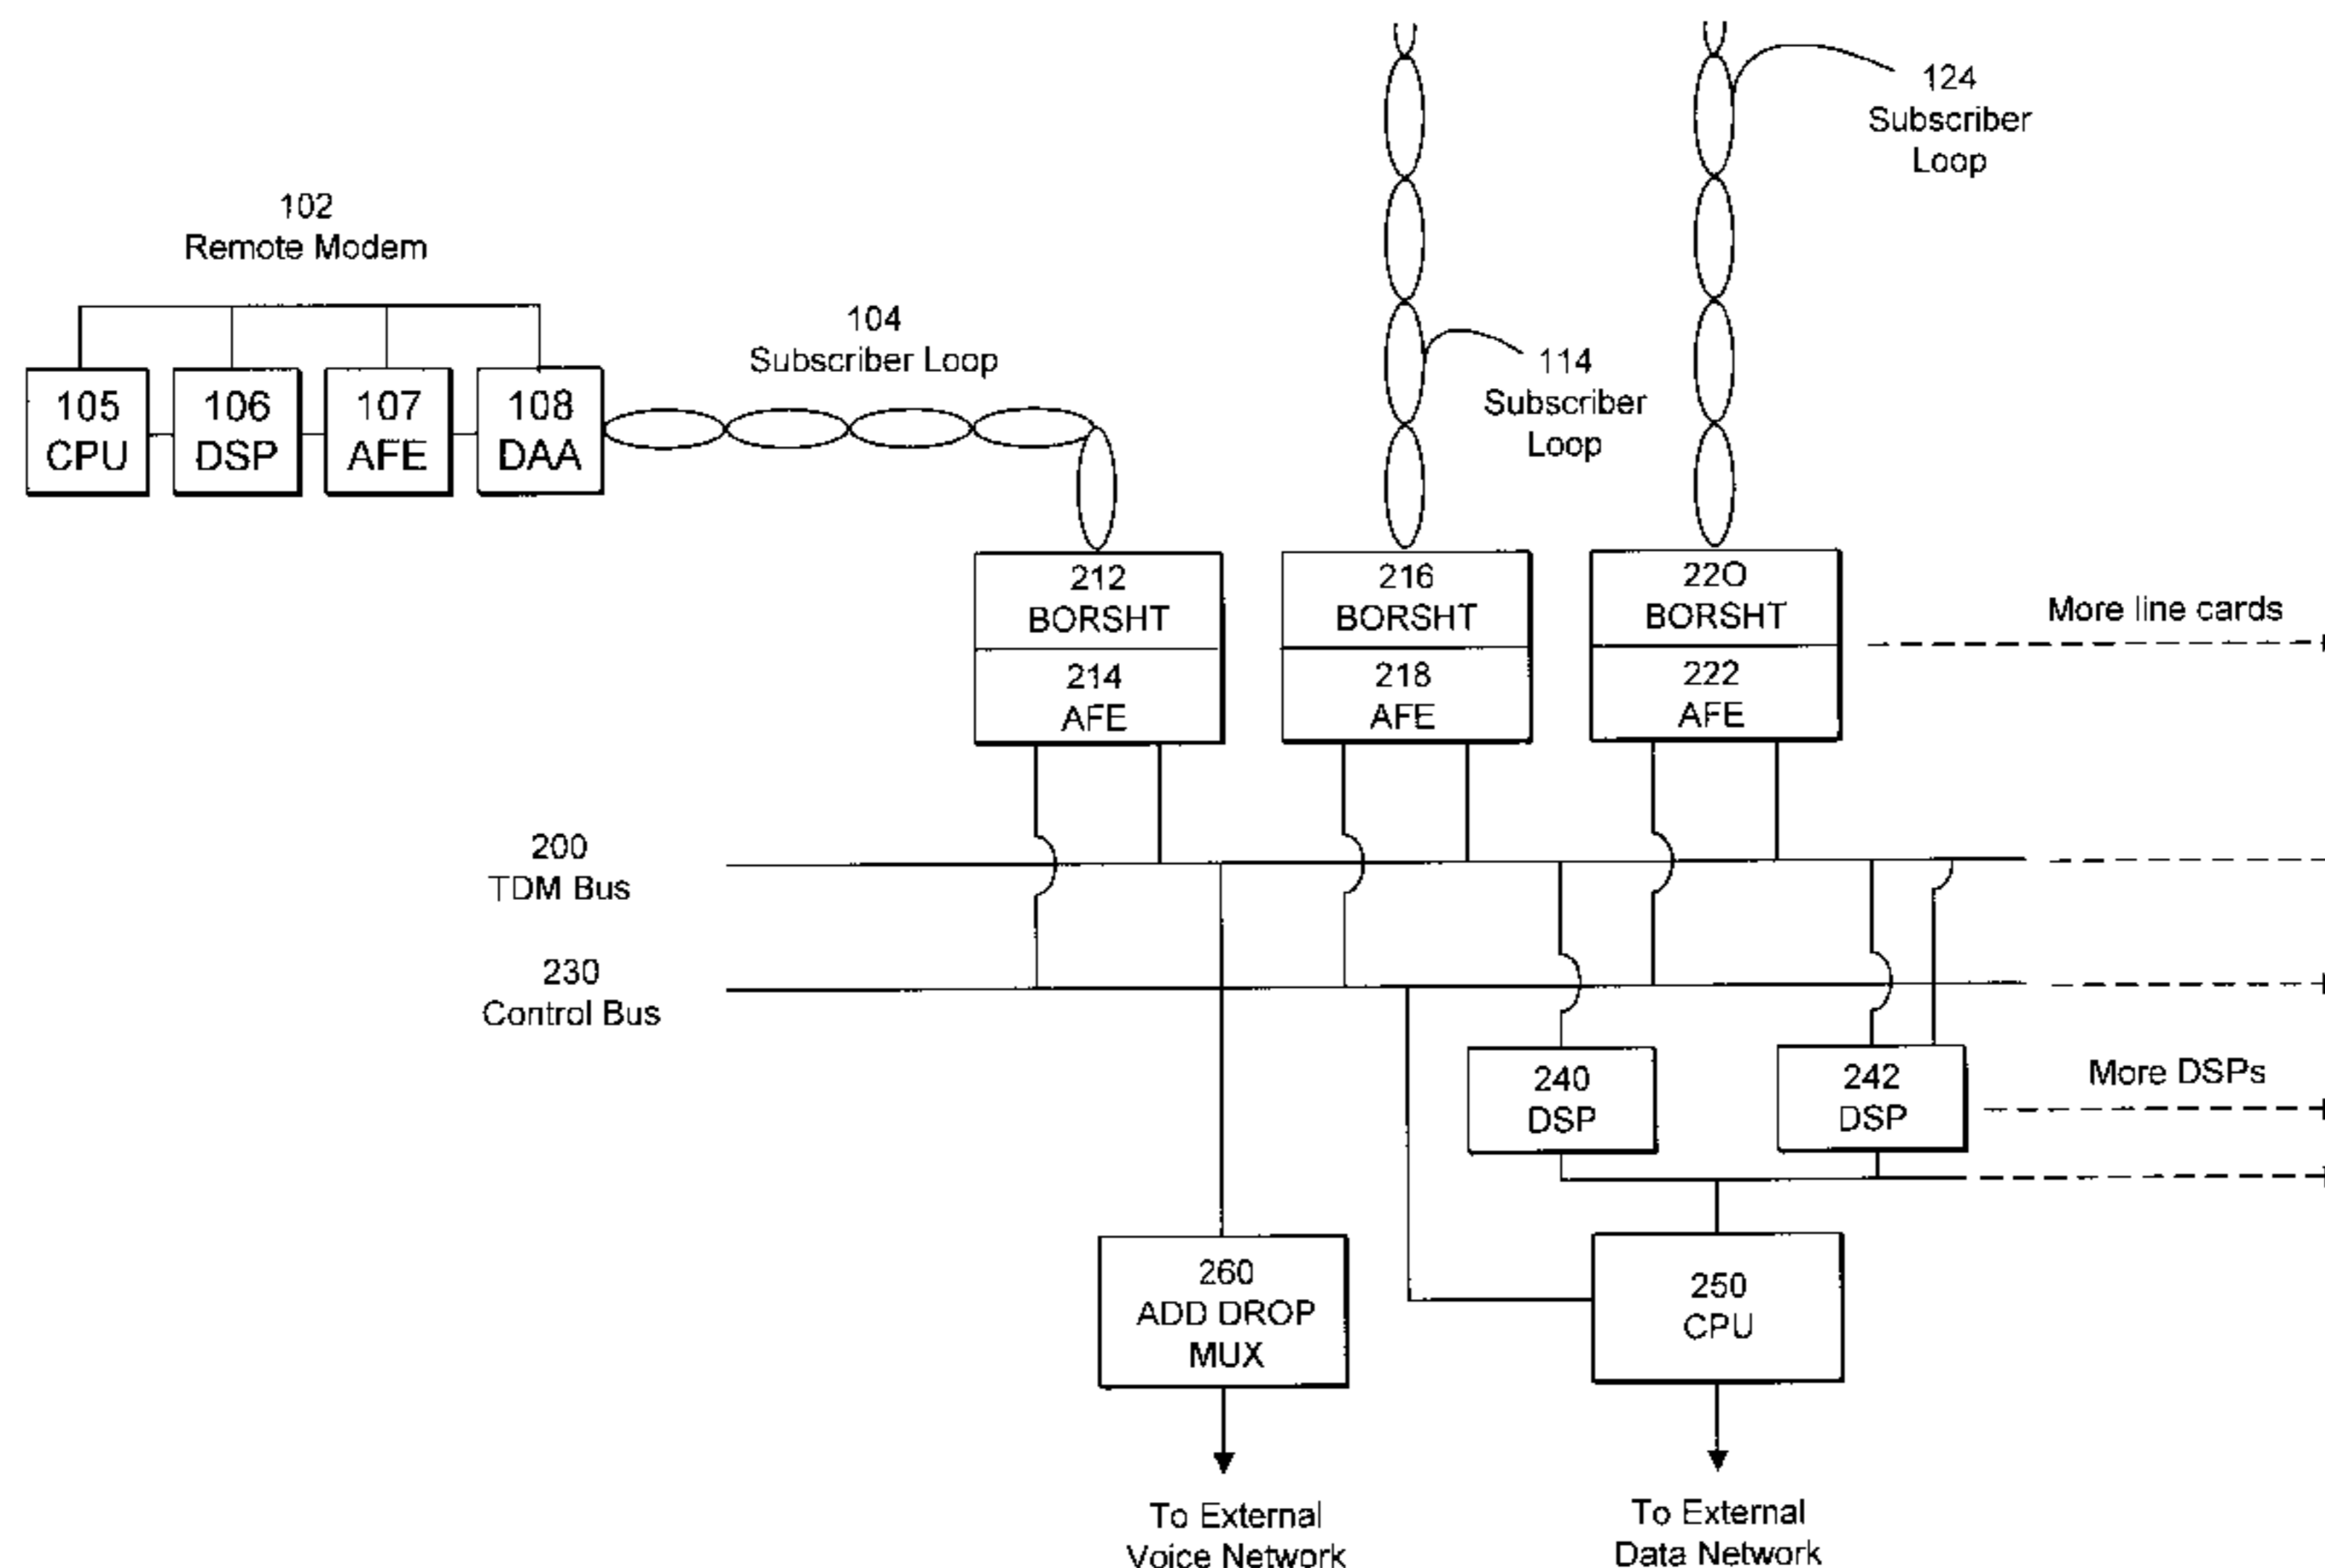 124
Subscriber
Loop
102
Remote Modem
104
Subscriber Loop
114
Subscriber
Loop
105
CPU
106
DSP
107
AFE
108
DAA
212
BORSHT
214
AFE
216
BORSHT
218
AFE
22O
BORSHT
222
AFE
More line cards
200
TDM Bus
230
Control Bus
240
DSP
242
DSP
More DSPs
260
ADD DROP
MUX
250
CPU
To External
Voice Network
To External
Data Network